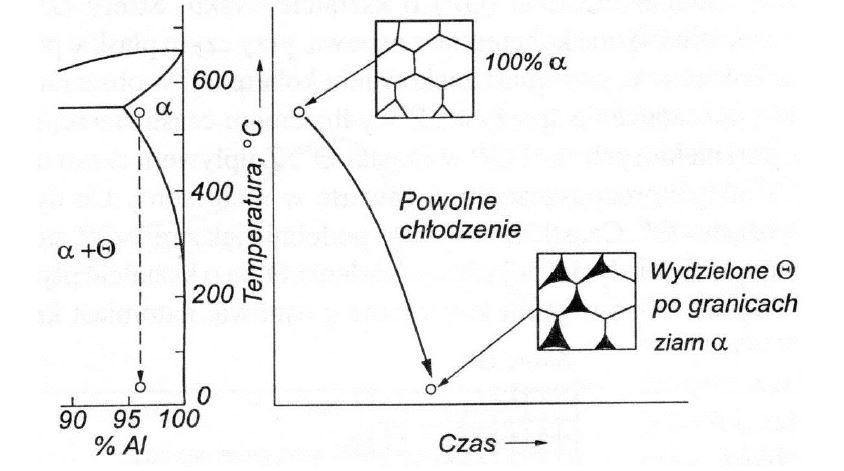 600
400
200
0
α
α +Θ
90 95 100
% Al
Temperatura, °C
100% α
Powolne
chłodzenie
Wydzielone Θ
po granicach
ziarn α
Czas